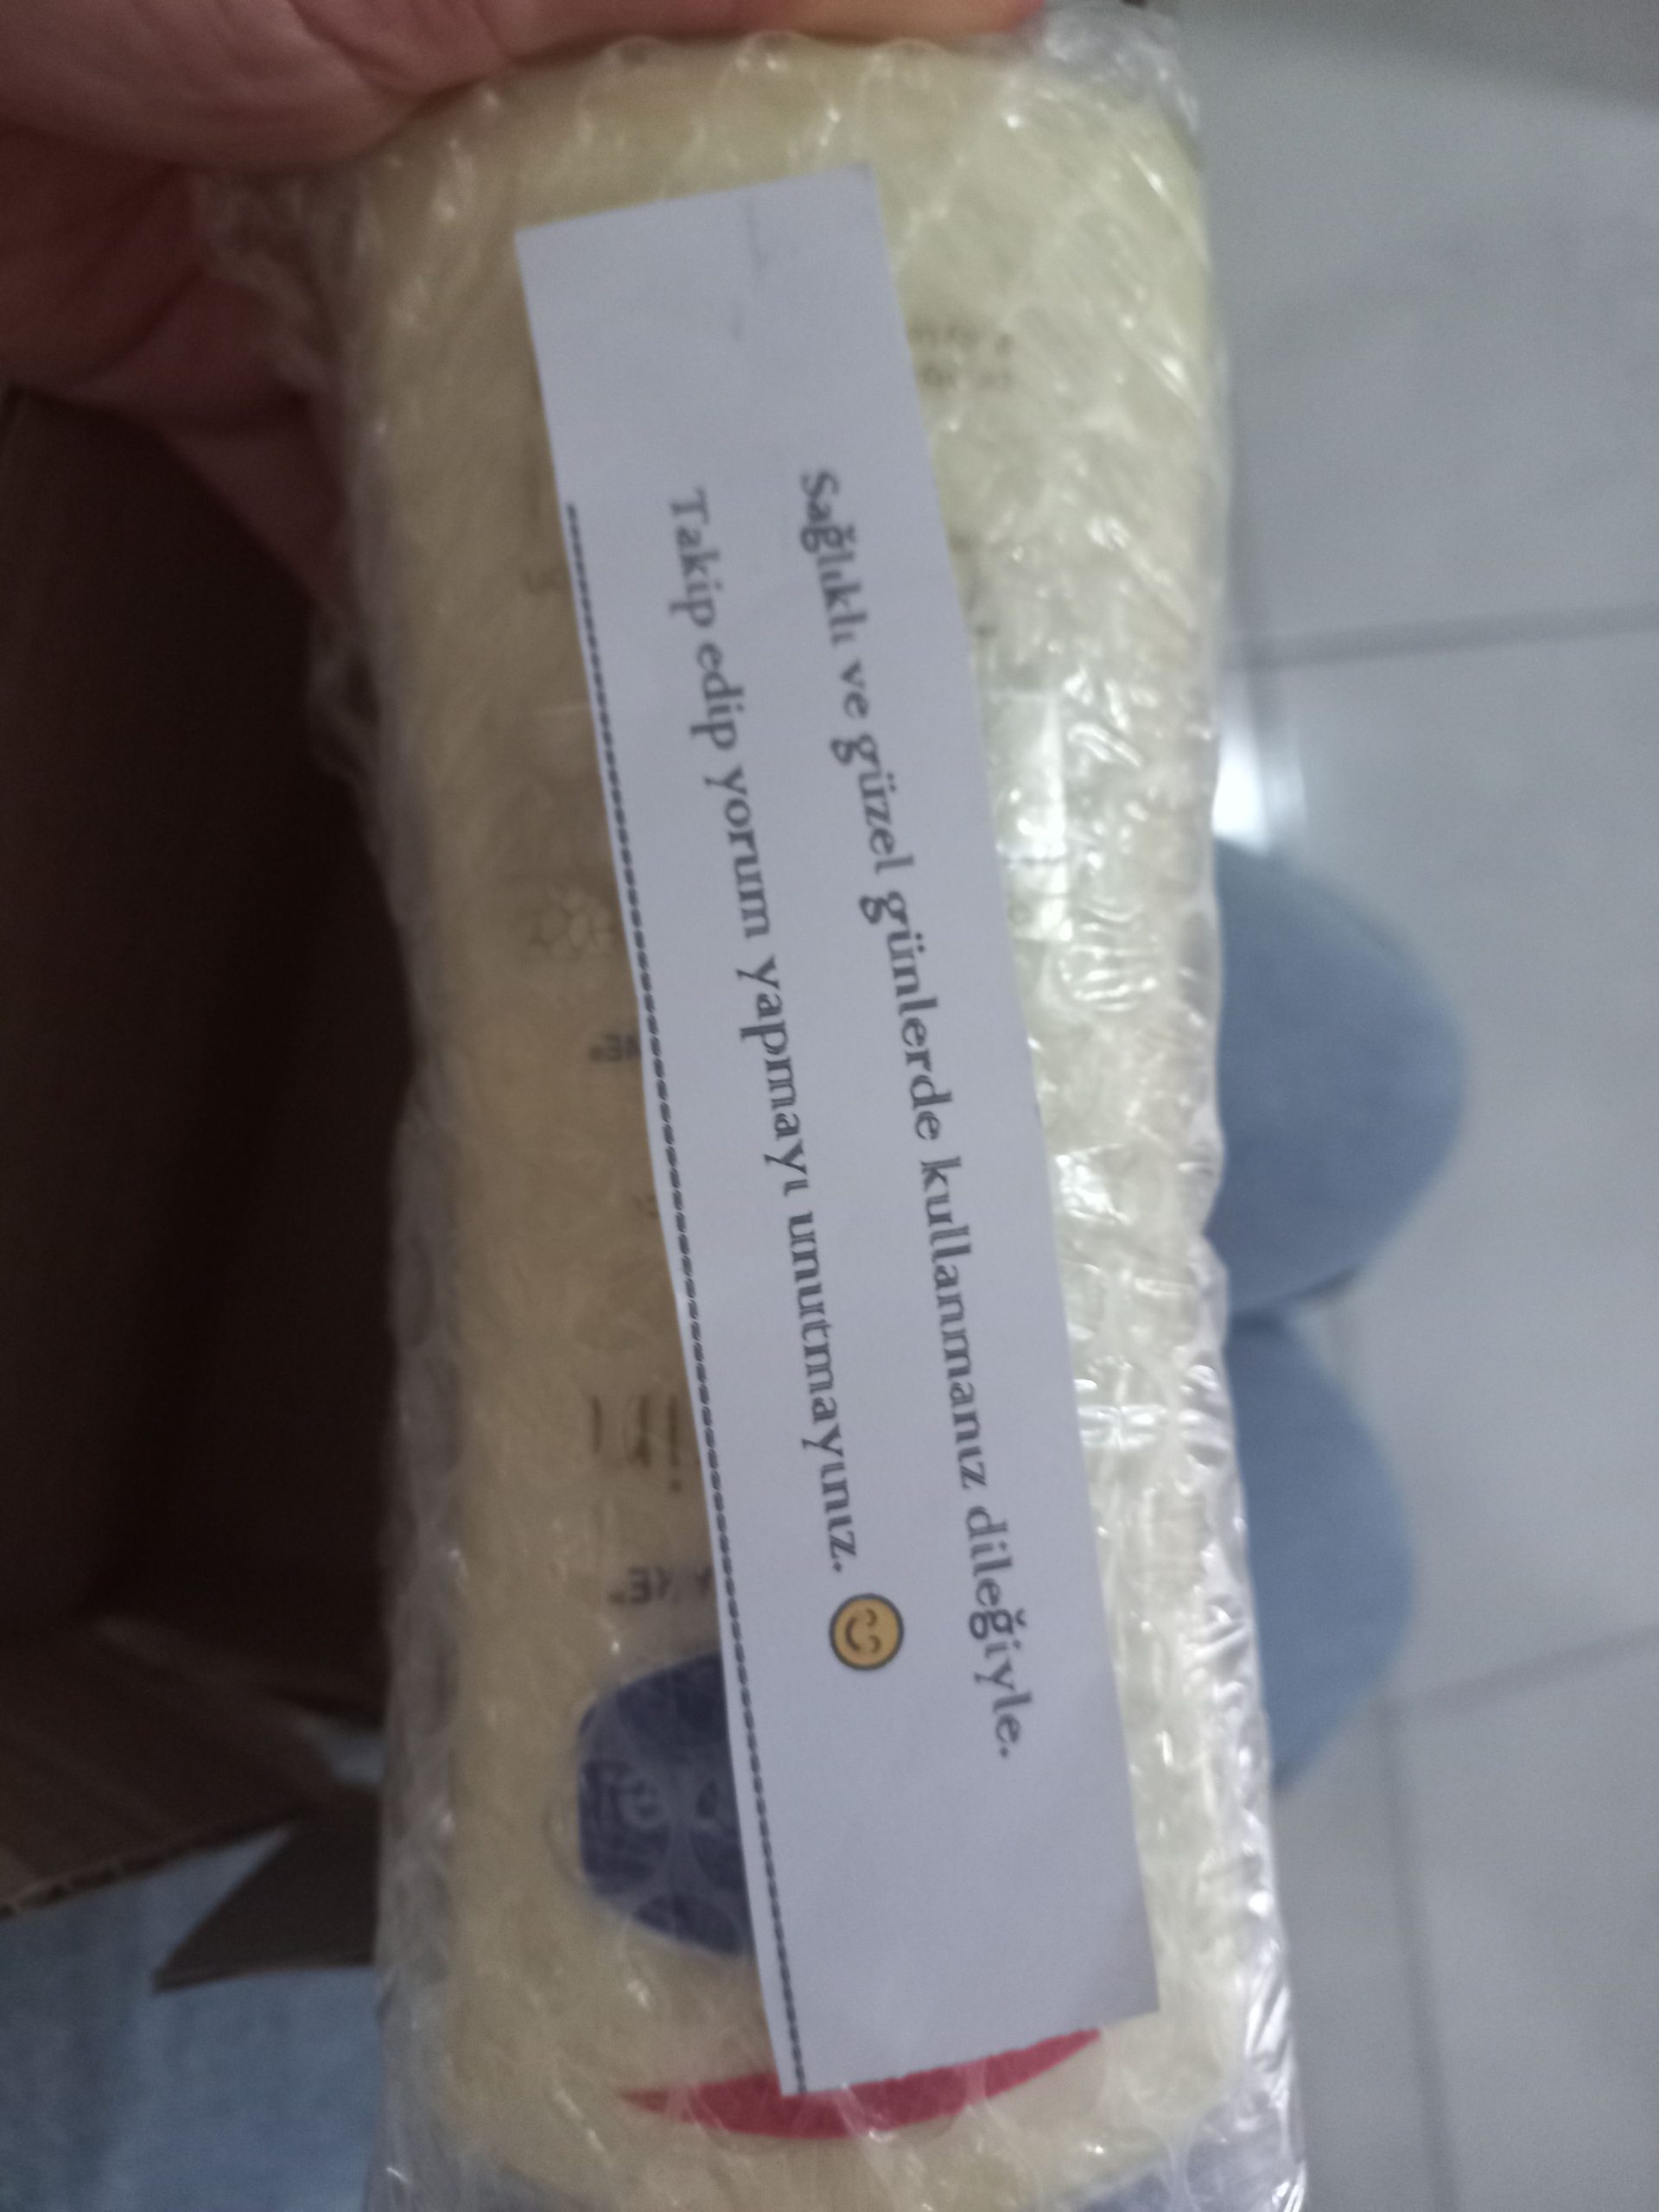 Sağlıklı ve güzel günlerde kullanmanız dileğiyle.
Takip edip yorum yapmayı unutmayınız. 😊